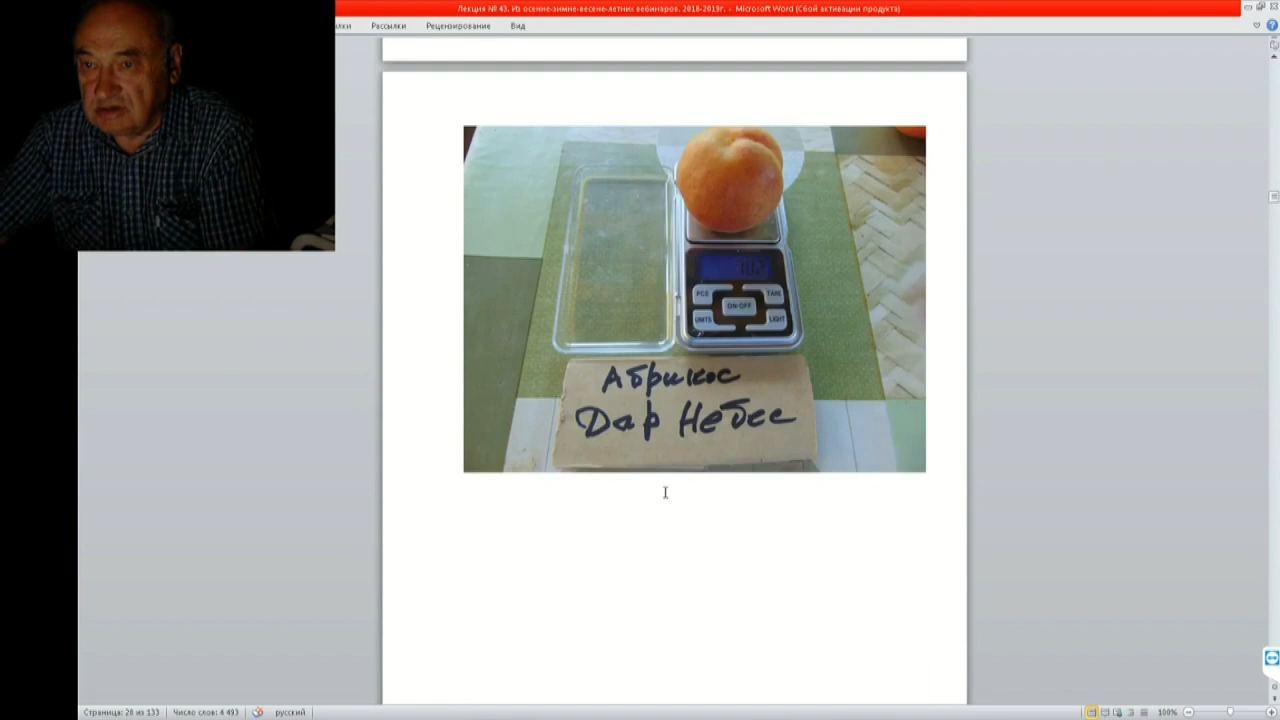 Лекция № 43. Из осенне-зимне-весене-летних вебинаров. 2018-2019г. - Microsoft Word (Сбой активации продукта)
Рассылки Рецензирование Вид
PCS TARE
ON-OFF
UNITS LIGHT
Абрикос
Дар Небес
Страница: 28 из 133 Число слов: 4 493 русский 100%